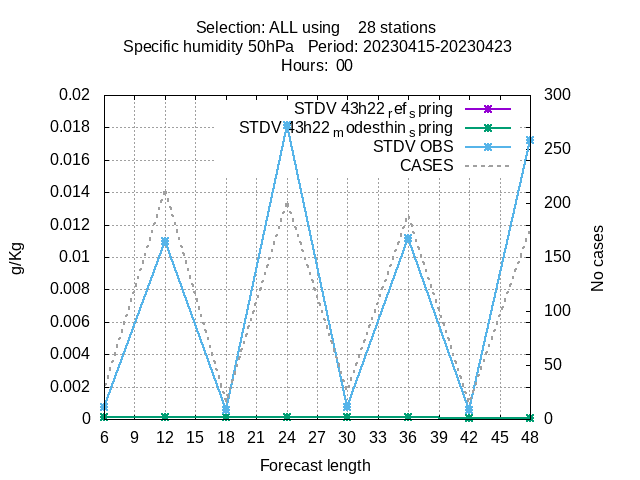 Selection: ALL using 28 stations
Specific humidity 50hPa Period: 20230415-20230423
Hours: 00
STDV 43h22_ref_spring
STDV 43h22_modesthin_spring
STDV OBS
CASES
0.02
0.018
0.016
0.014
0.012
0.01
0.008
0.006
0.004
0.002
0
g/Kg
300
250
200
150
100
50
0
No cases
6 9 12 15 18 21 24 27 30 33 36 39 42 45 48
Forecast length